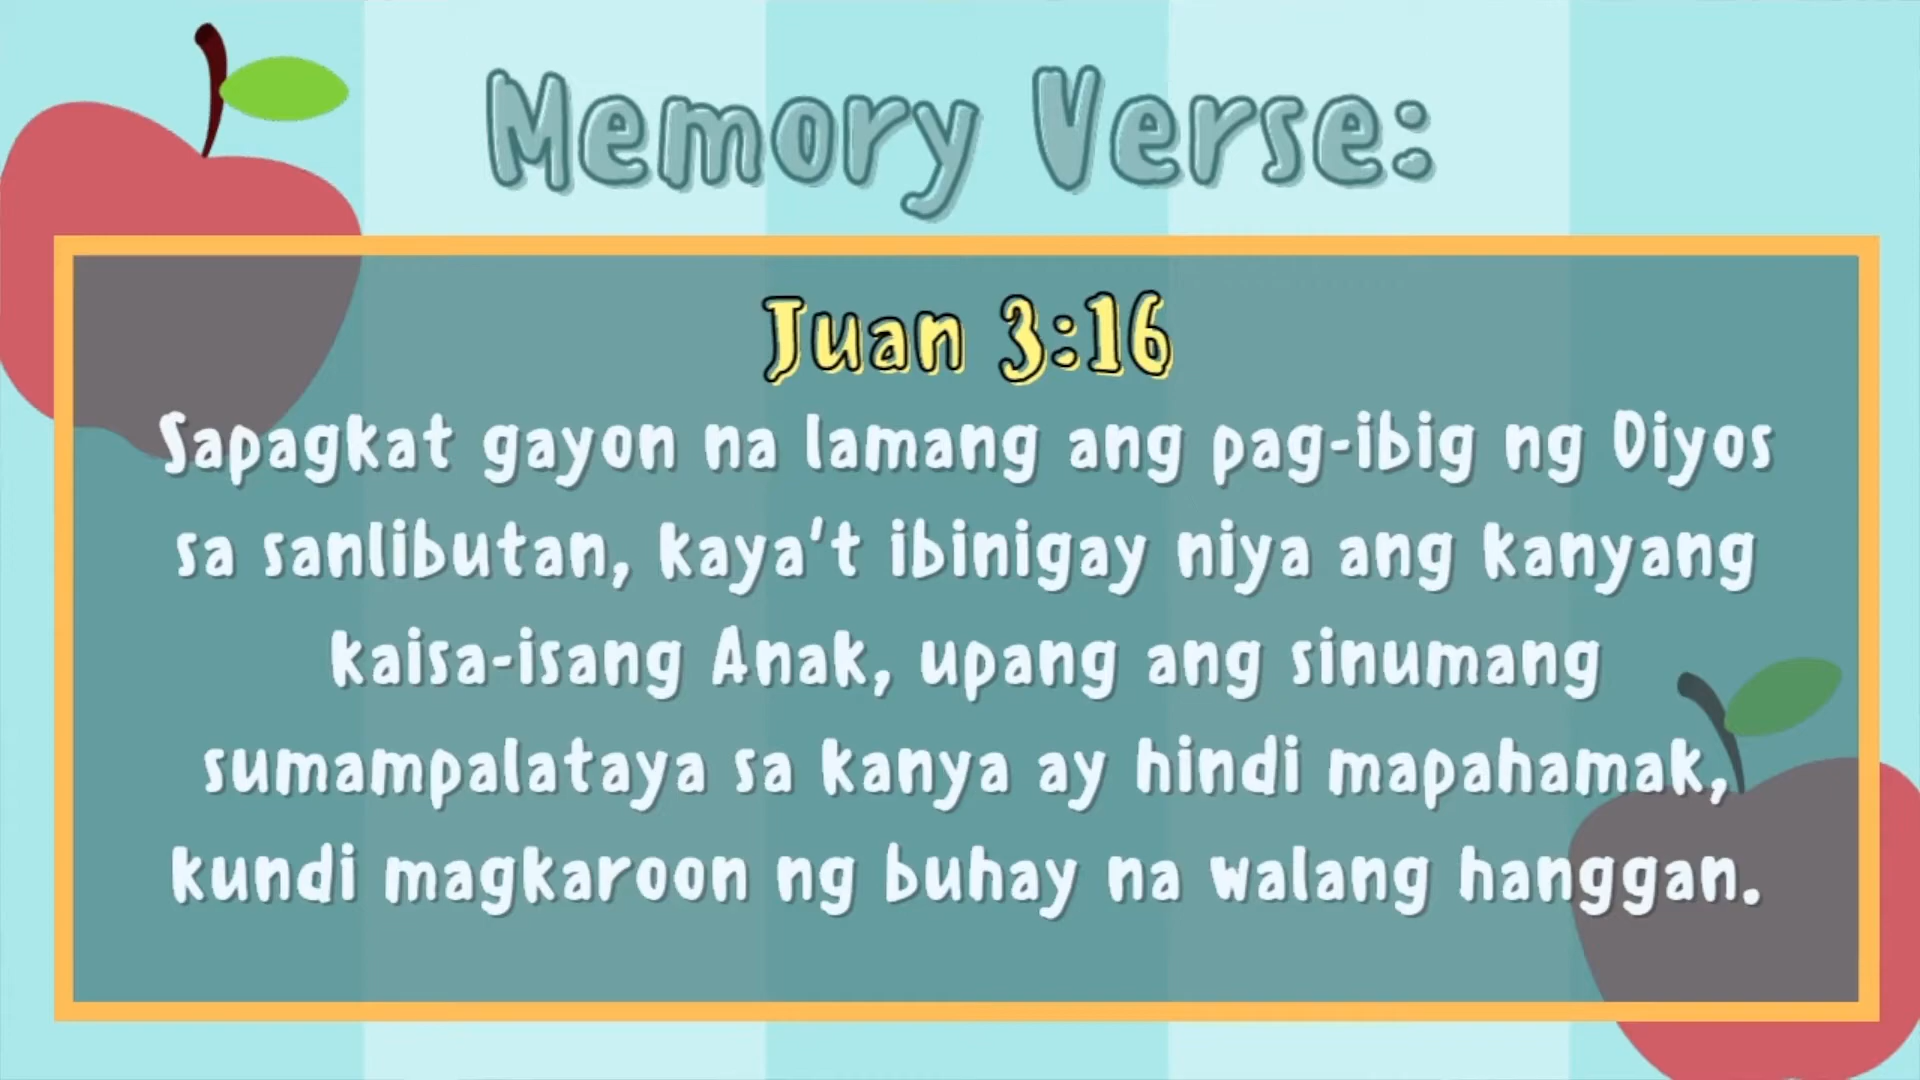 Memory Verse:
Juan 3:16
Sapagkat gayon na lamang ang pag-ibig ng Diyos
sa sanlibutan, kaya't ibinigay niya ang kanyang
kaisa-isang Anak, upang ang sinumang
sumampalataya sa kanya ay hindi mapahamak,
kundi magkaroon ng buhay na walang hanggan.